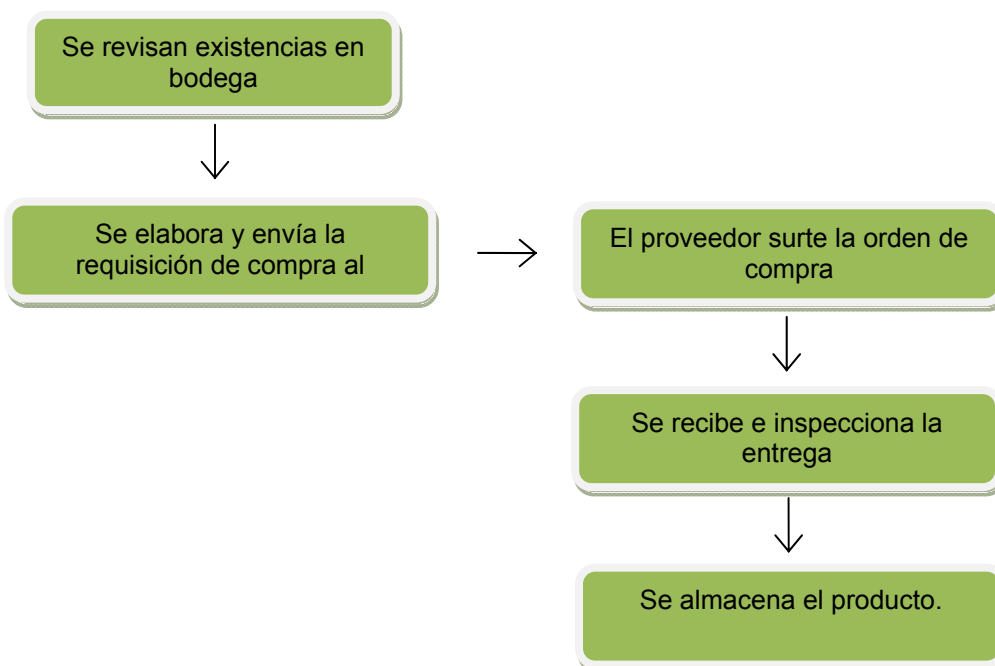 Se revisan existencias en
bodega
Se elabora y envía la
requisición de compra al
El proveedor surte la orden de
compra
Se recibe e inspecciona la
entrega
Se almacena el producto.